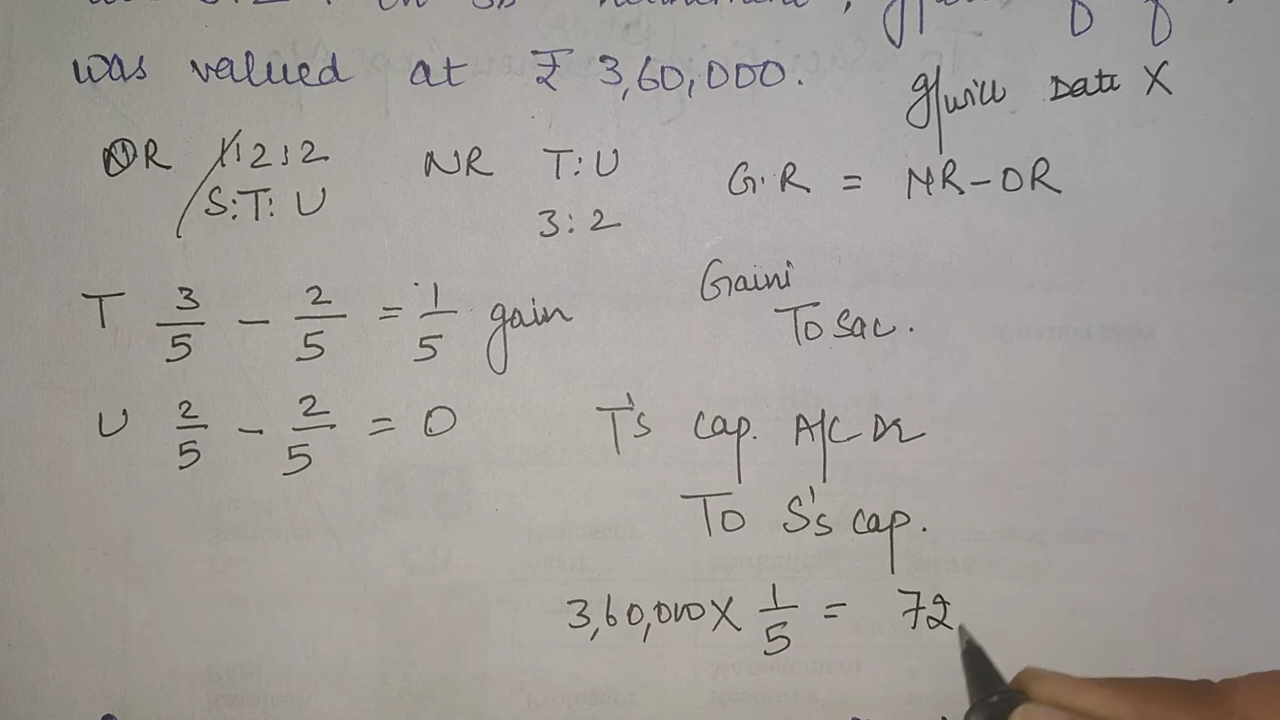 was valued at ₹ 3,60,000.
g/will Date X
OR 1:2:2
S:T:U
NR T:U
3:2
G.R = NR-OR
T 3/5 - 2/5 = 1/5 gain
Gaini
To Sac.
U 2/5 - 2/5 = 0
T's cap. A/C Dr
To S's cap.
3,60,000 X 1/5 = 72